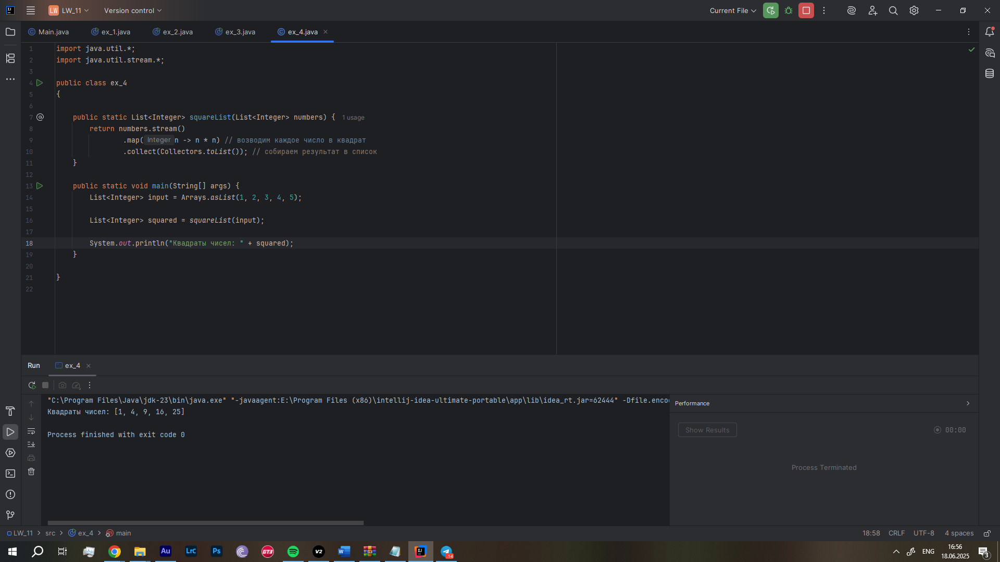 LW LW_11 Version control Current File
Main.java ex_1.java ex_2.java ex_3.java ex_4.java
1 import java.util.*;
2 import java.util.stream.*;
3
4 public class ex_4
5 {
6
7 public static List<Integer> squareList(List<Integer> numbers) { 1 usage
8 return numbers.stream()
9 .map( Integer n -> n * n) // возводим каждое число в квадрат
10 .collect(Collectors.toList()); // собираем результат в список
11 }
12
13 public static void main(String[] args) {
14 List<Integer> input = Arrays.asList(1, 2, 3, 4, 5);
15
16 List<Integer> squared = squareList(input);
17
18 System.out.println("Квадраты чисел: " + squared);
19 }
20
21 }
22
Run ex_4
"C:\Program Files\Java\jdk-23\bin\java.exe" "-javaagent:E:\Program Files (x86)\intellij-idea-ultimate-portable\app\lib\idea_rt.jar=62444" -Dfile.enco
Квадраты чисел: [1, 4, 9, 16, 25]
Process finished with exit code 0
Performance
Show Results 00:00
Process Terminated
LW_11 > src > ex_4 > main 18:58 CRLF UTF-8 4 spaces
Au LrC Ps GT3 V2 W IJ ..14 ENG 16:56
18.06.2025 3